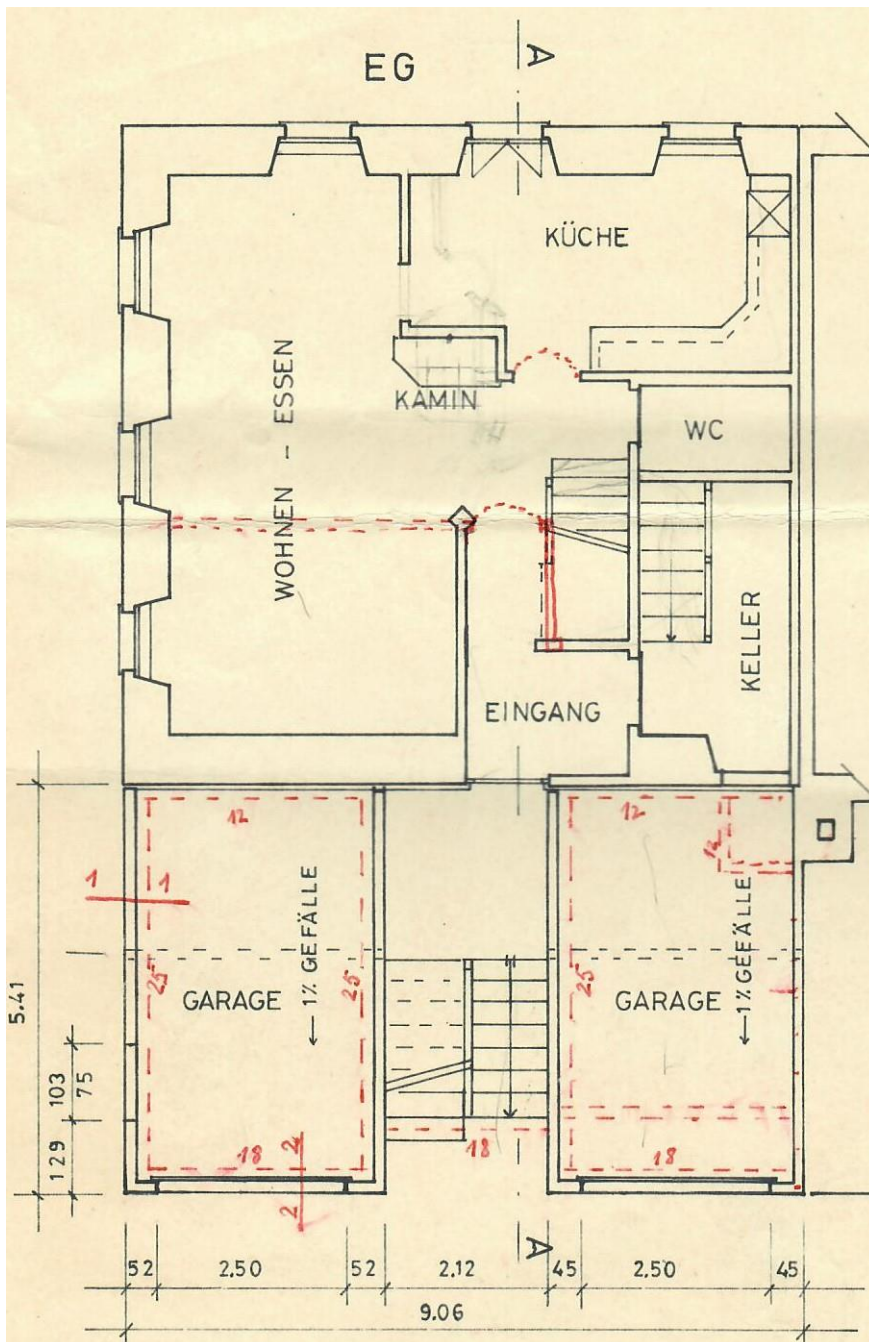 EG
A
KÜCHE
WOHNEN - ESSEN
KAMIN
WC
KELLER
EINGANG
12
12
12
1 1
1% GEFÄLLE
1% GEFÄLLE
25
25
25
GARAGE
GARAGE
5.41
103
75
129
18
2
18
18
2
A
52
2.50
52
2.12
45
2.50
45
9.06